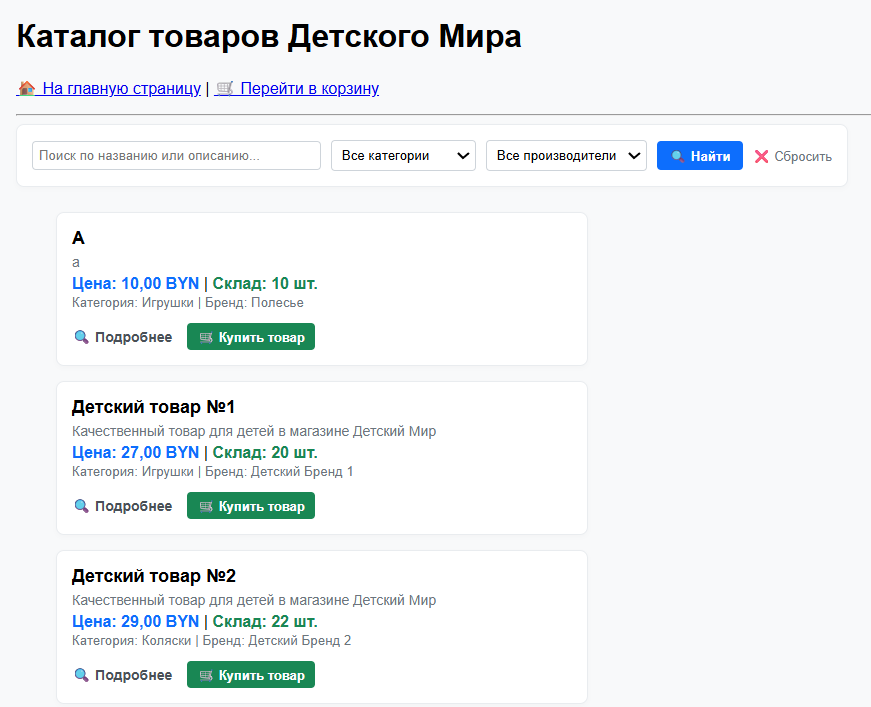 Каталог товаров Детского Мира
На главную страницу | Перейти в корзину
Поиск по названию или описанию... Все категории Все производители Найти Сбросить
А
а
Цена: 10,00 BYN | Склад: 10 шт.
Категория: Игрушки | Бренд: Полесье
Подробнее Купить товар
Детский товар №1
Качественный товар для детей в магазине Детский Мир
Цена: 27,00 BYN | Склад: 20 шт.
Категория: Игрушки | Бренд: Детский Бренд 1
Подробнее Купить товар
Детский товар №2
Качественный товар для детей в магазине Детский Мир
Цена: 29,00 BYN | Склад: 22 шт.
Категория: Коляски | Бренд: Детский Бренд 2
Подробнее Купить товар